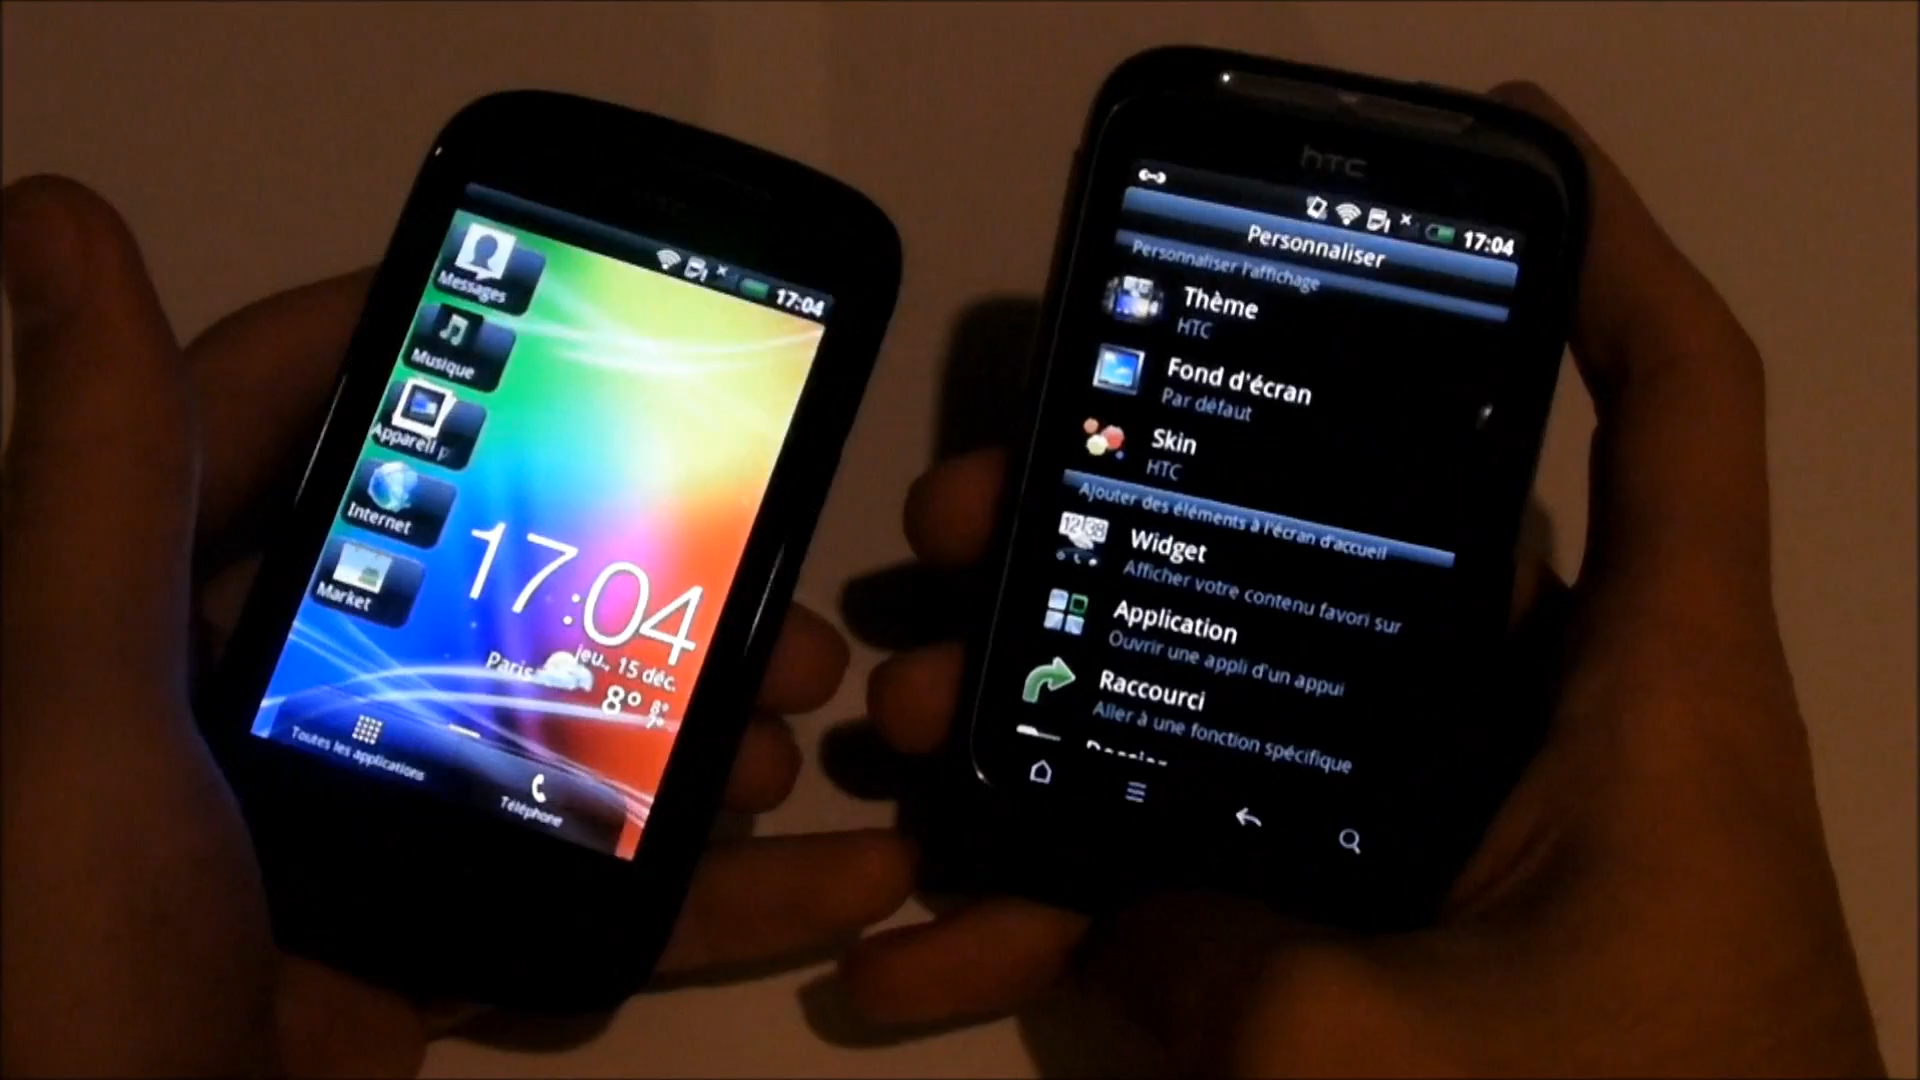 17:04
Messages
Musique
Appareil p
Internet
Market
17:04
Paris
jeu., 15 déc.
8°
8°
7°
Toutes les applications
Téléphone
hTC
17:04
Personnaliser
Personnaliser l'affichage
Thème
HTC
Fond d'écran
Par défaut
Skin
HTC
Ajouter des éléments à l'écran d'accueil
Widget
Afficher votre contenu favori sur
Application
Ouvrir une appli d'un appui
Raccourci
Aller à une fonction spécifique